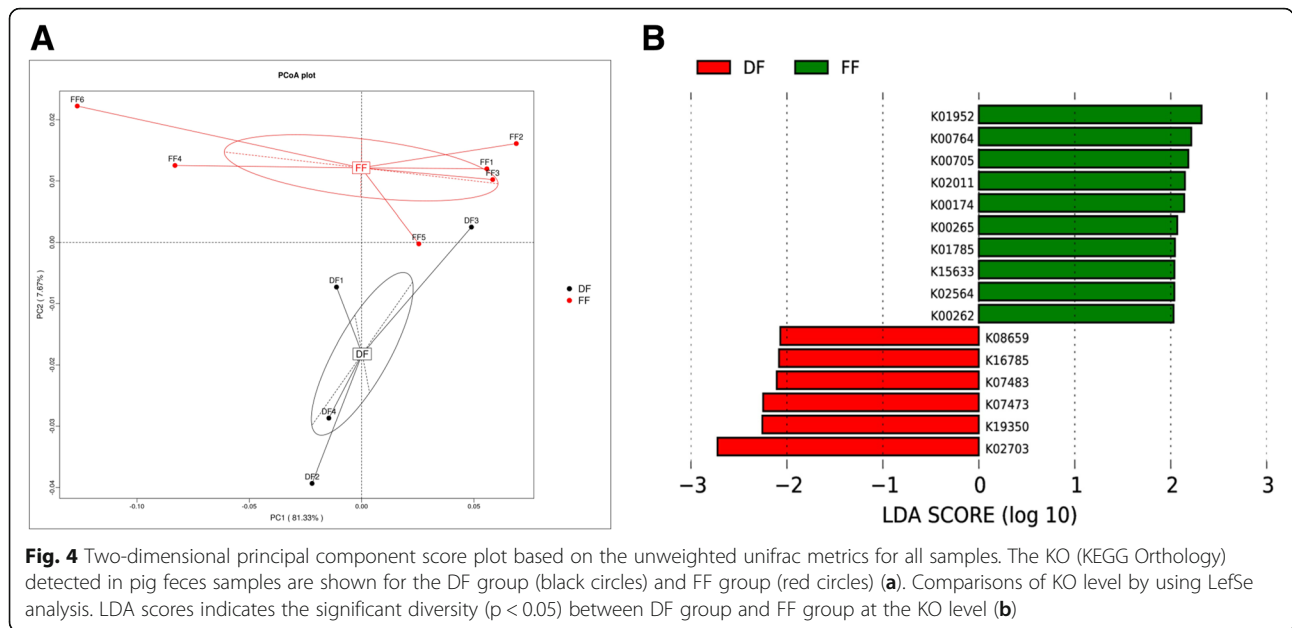 A
PCoA plot
FF6
FF2
FF4
FF1
FF
FF3
DF3
FF5
DF1
DF
DF4
DF2
0.02
0.01
0.00
-0.01
-0.02
-0.03
-0.04
PC2 ( 7.67% )
-0.10
-0.05
0.00
0.05
PC1 ( 81.33% )
DF
FF
B
DF
FF
K01952
K00764
K00705
K02011
K00174
K00265
K01785
K15633
K02564
K00262
K08659
K16785
K07483
K07473
K19350
K02703
−3
−2
−1
0
1
2
3
LDA SCORE (log 10)
Fig. 4 Two-dimensional principal component score plot based on the unweighted unifrac metrics for all samples. The KO (KEGG Orthology)
detected in pig feces samples are shown for the DF group (black circles) and FF group (red circles) (a). Comparisons of KO level by using LefSe
analysis. LDA scores indicates the significant diversity (p < 0.05) between DF group and FF group at the KO level (b)